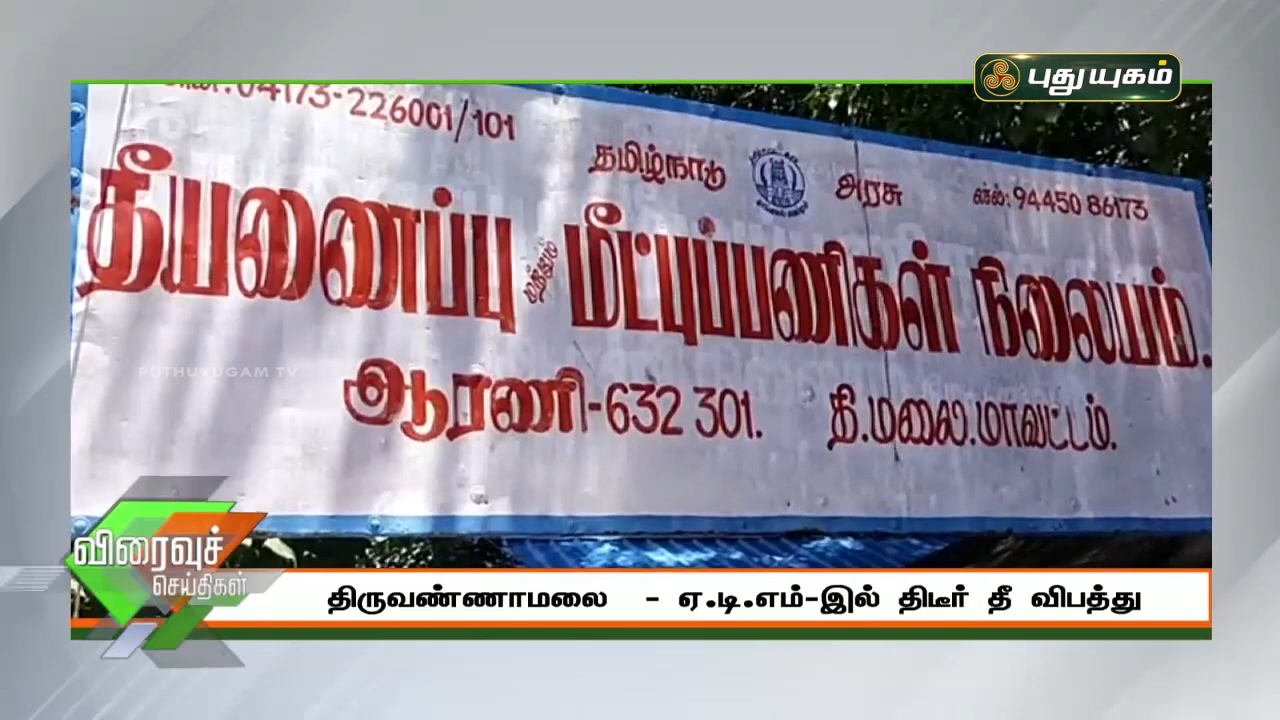 புதுயுகம்
04173-226001/101
தமிழ்நாடு அரசு
செல்: 94450 86173
தீயணைப்பு மற்றும் மீட்புப்பணிகள் நிலையம்.
ஆரணி-632 301. தி.மலை.மாவட்டம்.
PUTHUYUGAM TV
விரைவுச்
செய்திகள்
திருவண்ணாமலை - ஏ.டி.எம்-இல் திடீர் தீ விபத்து